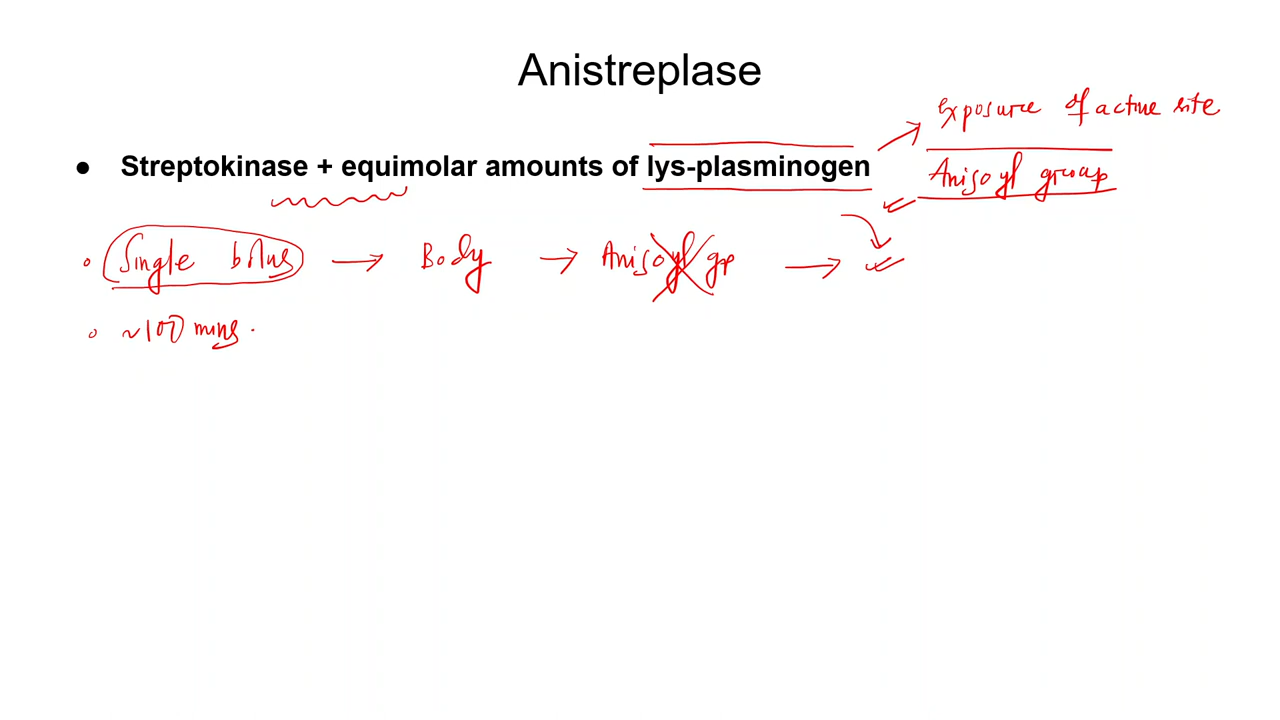 Anistreplase
Exposure of active site
● Streptokinase + equimolar amounts of lys-plasminogen
Anisoyl group
Single bolus → Body → Anisoyl gp →
~100 mins.